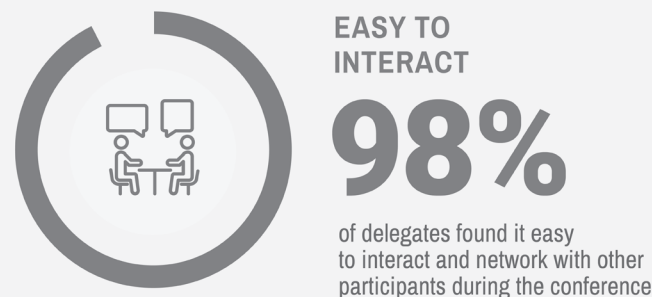 EASY TO
INTERACT
98%
of delegates found it easy
to interact and network with other
participants during the conference